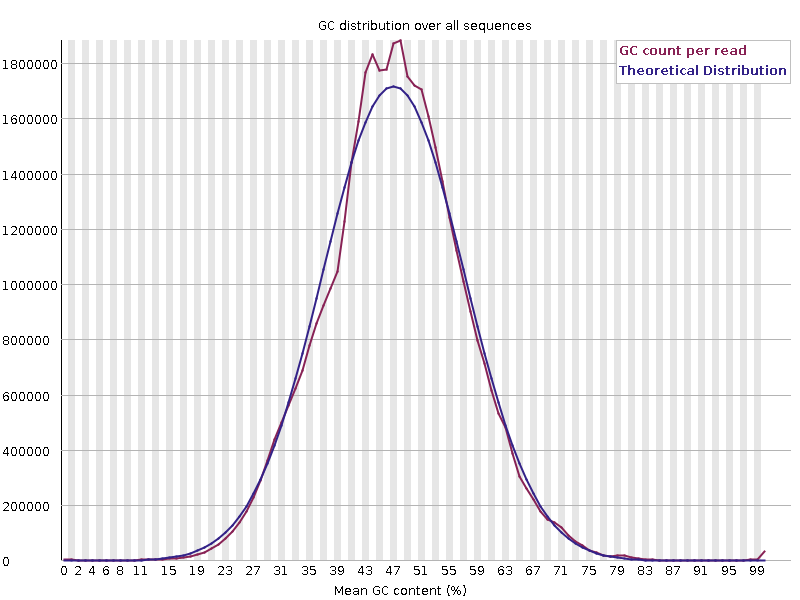 GC distribution over all sequences
GC count per read
Theoretical Distribution
1800000
1600000
1400000
1200000
1000000
800000
600000
400000
200000
0
0 2 4 6 8 11 15 19 23 27 31 35 39 43 47 51 55 59 63 67 71 75 79 83 87 91 95 99
Mean GC content (%)